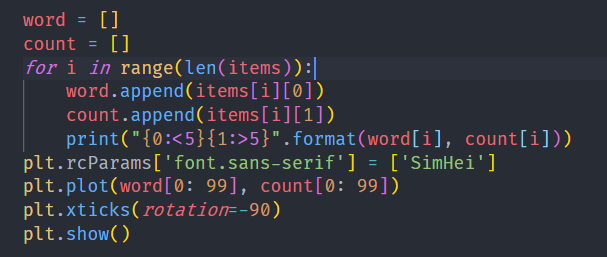 word = []
count = []
for i in range(len(items)):
    word.append(items[i][0])
    count.append(items[i][1])
    print("{0:<5}{1:>5}".format(word[i], count[i]))
plt.rcParams['font.sans-serif'] = ['SimHei']
plt.plot(word[0: 99], count[0: 99])
plt.xticks(rotation=-90)
plt.show()